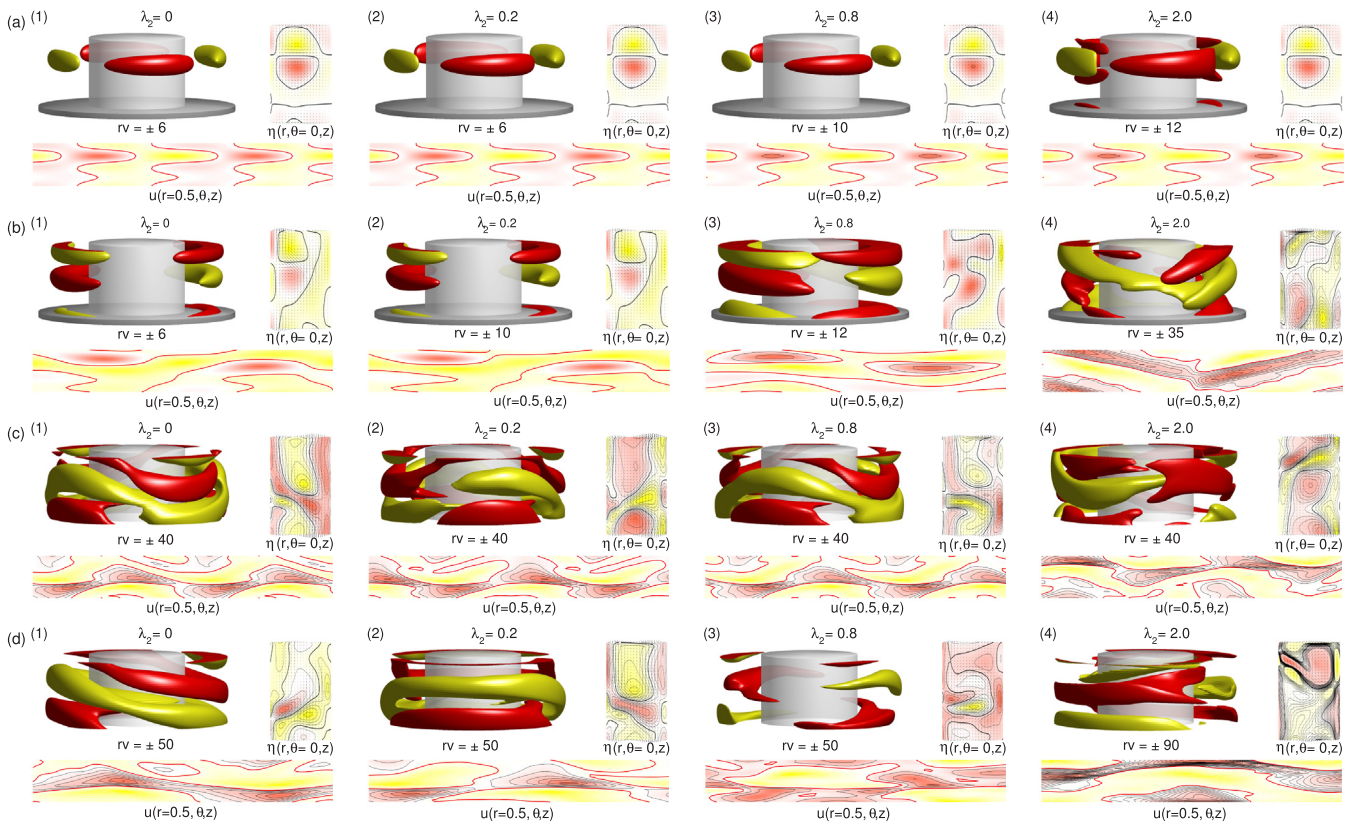 (a) (1) λ2= 0 (2) λ2= 0.2 (3) λ2= 0.8 (4) λ2= 2.0
rv = ± 6 η(r,θ= 0,z) rv = ± 6 η(r,θ= 0,z) rv = ± 10 η(r,θ= 0,z) rv = ± 12 η(r,θ= 0,z)
u(r=0.5,θ,z) u(r=0.5,θ,z) u(r=0.5,θ,z) u(r=0.5,θ,z)
(b) (1) λ2= 0 (2) λ2= 0.2 (3) λ2= 0.8 (4) λ2= 2.0
rv = ± 6 η(r,θ= 0,z) rv = ± 10 η(r,θ= 0,z) rv = ± 12 η(r,θ= 0,z) rv = ± 35 η(r,θ= 0,z)
u(r=0.5,θ,z) u(r=0.5,θ,z) u(r=0.5,θ,z) u(r=0.5,θ,z)
(c) (1) λ2= 0 (2) λ2= 0.2 (3) λ2= 0.8 (4) λ2= 2.0
rv = ± 40 η(r,θ= 0,z) rv = ± 40 η(r,θ= 0,z) rv = ± 40 η(r,θ= 0,z) rv = ± 40 η(r,θ= 0,z)
u(r=0.5,θ,z) u(r=0.5,θ,z) u(r=0.5,θ,z) u(r=0.5,θ,z)
(d) (1) λ2= 0 (2) λ2= 0.2 (3) λ2= 0.8 (4) λ2= 2.0
rv = ± 50 η(r,θ= 0,z) rv = ± 50 η(r,θ= 0,z) rv = ± 50 η(r,θ= 0,z) rv = ± 90 η(r,θ= 0,z)
u(r=0.5,θ,z) u(r=0.5,θ,z) u(r=0.5,θ,z) u(r=0.5,θ,z)